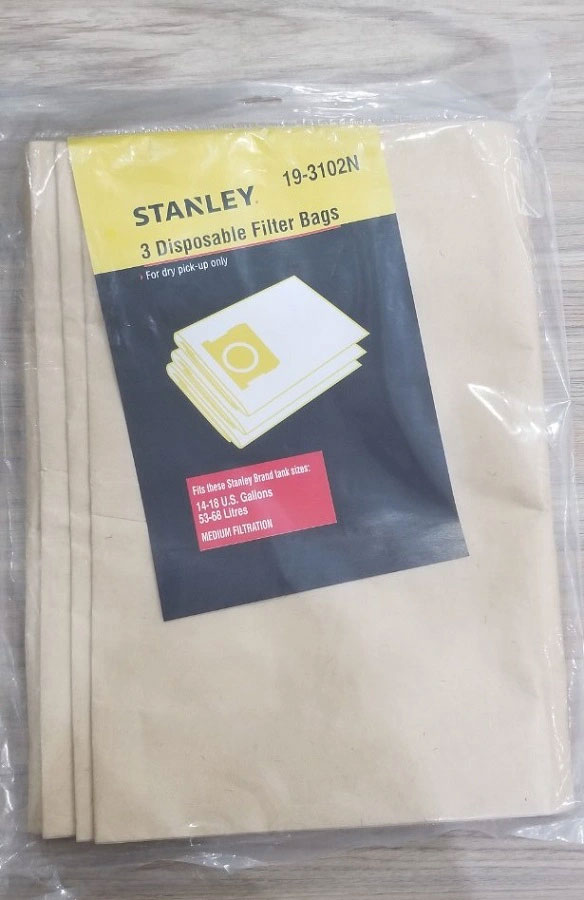 19-3102N
STANLEY.
3 Disposable Filter Bags
› For dry pick-up only
Fits these Stanley Brand tank sizes:
14-18 U.S. Gallons
53-68 Litres
MEDIUM FILTRATION